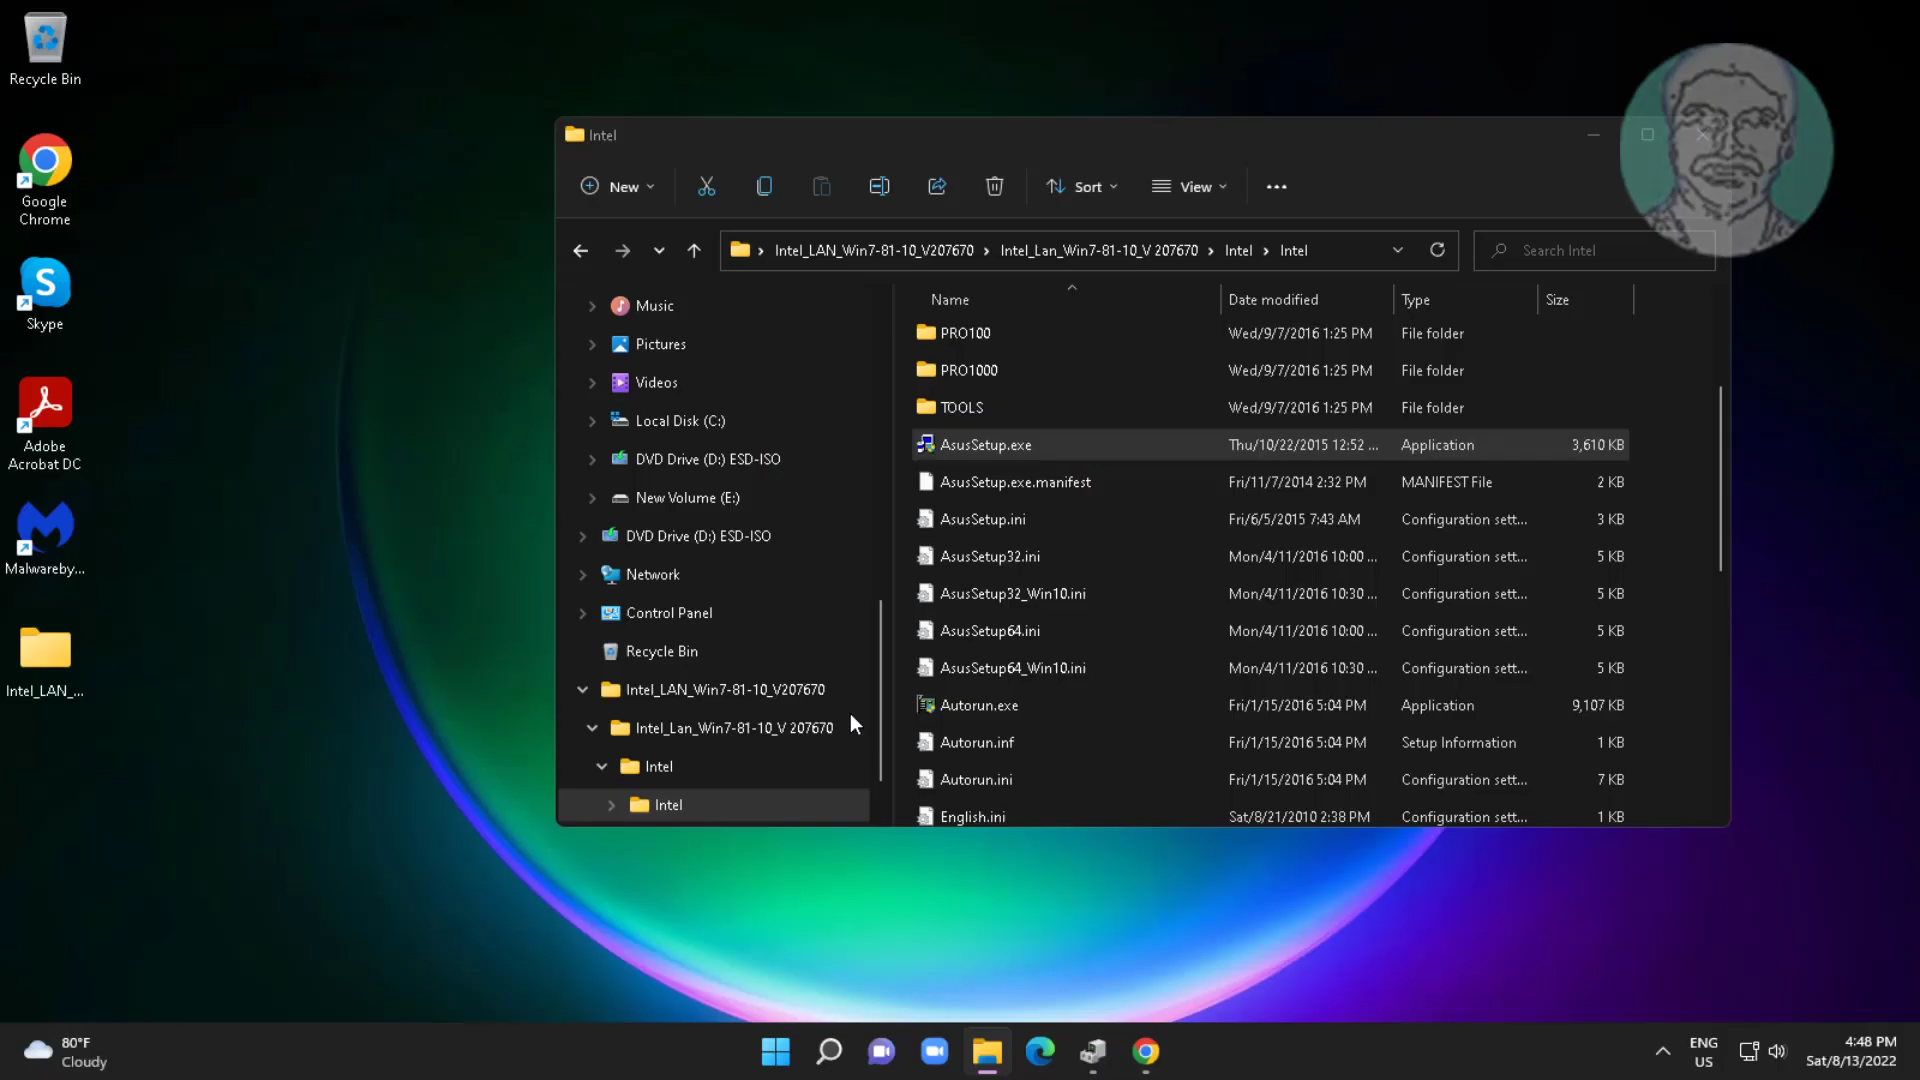 Recycle Bin
Google
Chrome
Skype
Adobe
Acrobat DC
Malwareby...
Intel_LAN_...
Intel
New
Sort
View
Intel_LAN_Win7-81-10_V207670 Intel_Lan_Win7-81-10_V 207670 Intel Intel
Search Intel
Music
Pictures
Videos
Local Disk (C:)
DVD Drive (D:) ESD-ISO
New Volume (E:)
DVD Drive (D:) ESD-ISO
Network
Control Panel
Recycle Bin
Intel_LAN_Win7-81-10_V207670
Intel_Lan_Win7-81-10_V 207670
Intel
Intel
Name Date modified Type Size
PRO100 Wed/9/7/2016 1:25 PM File folder
PRO1000 Wed/9/7/2016 1:25 PM File folder
TOOLS Wed/9/7/2016 1:25 PM File folder
AsusSetup.exe Thu/10/22/2015 12:52 ... Application 3,610 KB
AsusSetup.exe.manifest Fri/11/7/2014 2:32 PM MANIFEST File 2 KB
AsusSetup.ini Fri/6/5/2015 7:43 AM Configuration sett... 3 KB
AsusSetup32.ini Mon/4/11/2016 10:00 ... Configuration sett... 5 KB
AsusSetup32_Win10.ini Mon/4/11/2016 10:30 ... Configuration sett... 5 KB
AsusSetup64.ini Mon/4/11/2016 10:00 ... Configuration sett... 5 KB
AsusSetup64_Win10.ini Mon/4/11/2016 10:30 ... Configuration sett... 5 KB
Autorun.exe Fri/1/15/2016 5:04 PM Application 9,107 KB
Autorun.inf Fri/1/15/2016 5:04 PM Setup Information 1 KB
Autorun.ini Fri/1/15/2016 5:04 PM Configuration sett... 7 KB
English.ini Sat/8/21/2010 2:38 PM Configuration sett... 1 KB
80°F
Cloudy
ENG
US
4:48 PM
Sat/8/13/2022